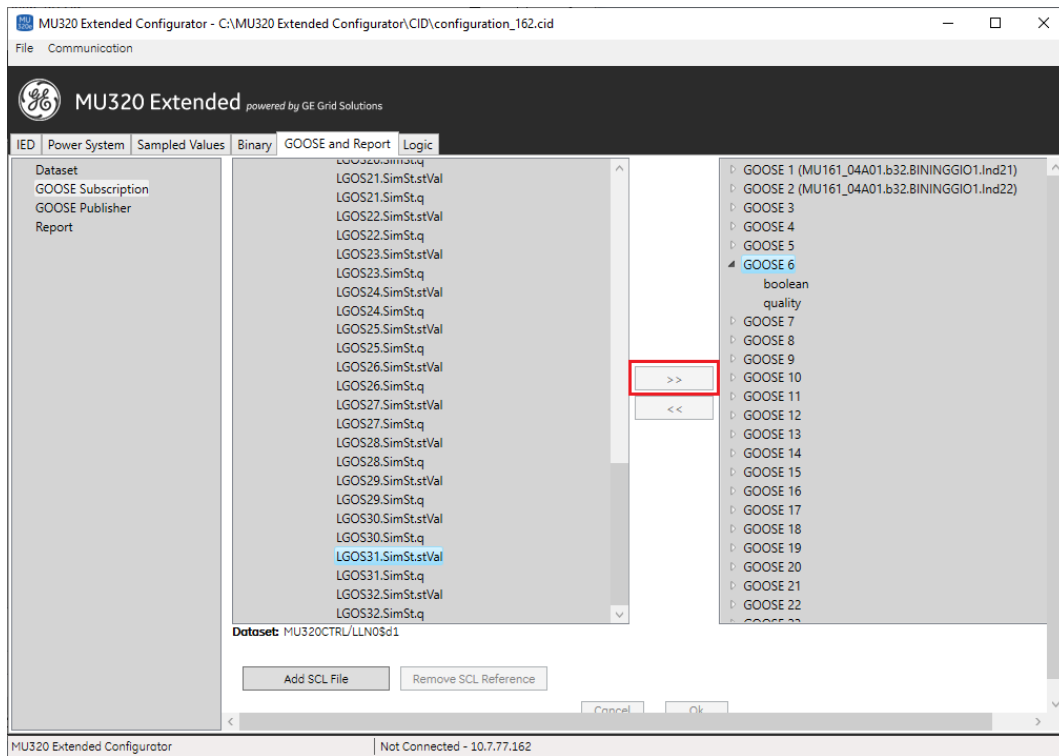 MU320 Extended Configurator - C:\MU320 Extended Configurator\CID\configuration_162.cid
File Communication
MU320 Extended powered by GE Grid Solutions
IED Power System Sampled Values Binary GOOSE and Report Logic
Dataset
GOOSE Subscription
GOOSE Publisher
Report
LGOS20.SimSt.q
LGOS21.SimSt.stVal
LGOS21.SimSt.q
LGOS22.SimSt.stVal
LGOS22.SimSt.q
LGOS23.SimSt.stVal
LGOS23.SimSt.q
LGOS24.SimSt.stVal
LGOS24.SimSt.q
LGOS25.SimSt.stVal
LGOS25.SimSt.q
LGOS26.SimSt.stVal
LGOS26.SimSt.q
LGOS27.SimSt.stVal
LGOS27.SimSt.q
LGOS28.SimSt.stVal
LGOS28.SimSt.q
LGOS29.SimSt.stVal
LGOS29.SimSt.q
LGOS30.SimSt.stVal
LGOS30.SimSt.q
LGOS31.SimSt.stVal
LGOS31.SimSt.q
LGOS32.SimSt.stVal
LGOS32.SimSt.q
>>
<<
GOOSE 1 (MU161_04A01.b32.BININGGIO1.Ind21)
GOOSE 2 (MU161_04A01.b32.BININGGIO1.Ind22)
GOOSE 3
GOOSE 4
GOOSE 5
GOOSE 6
boolean
quality
GOOSE 7
GOOSE 8
GOOSE 9
GOOSE 10
GOOSE 11
GOOSE 12
GOOSE 13
GOOSE 14
GOOSE 15
GOOSE 16
GOOSE 17
GOOSE 18
GOOSE 19
GOOSE 20
GOOSE 21
GOOSE 22
GOOSE 23
Dataset: MU320CTRL/LLN0$d1
Add SCL File Remove SCL Reference
Cancel Ok
MU320 Extended Configurator Not Connected - 10.7.77.162